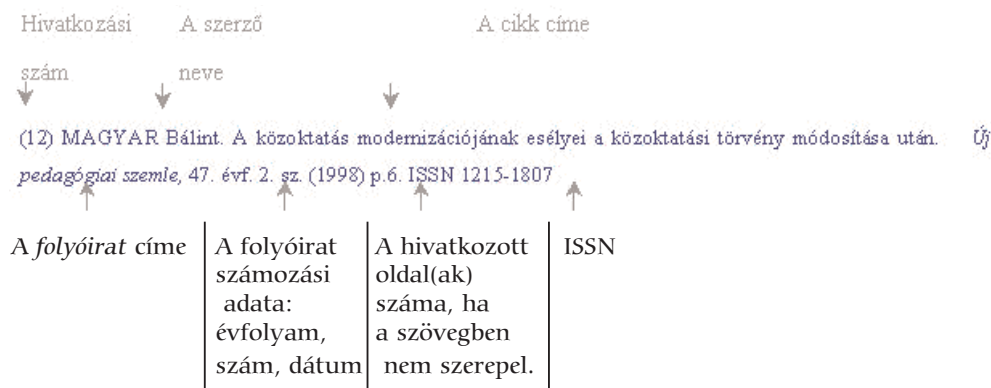 Hivatkozási A szerző A cikk címe
szám neve
(12) MAGYAR Bálint. A közoktatás modernizációjának esélyei a közoktatási törvény módosítása után. Új
pedagógiai szemle, 47. évf. 2. sz. (1998) p.6. ISSN 1215-1807
A folyóirat címe
A folyóirat
számozási
adata:
évfolyam,
szám, dátum
A hivatkozott
oldal(ak)
száma, ha
a szövegben
nem szerepel.
ISSN